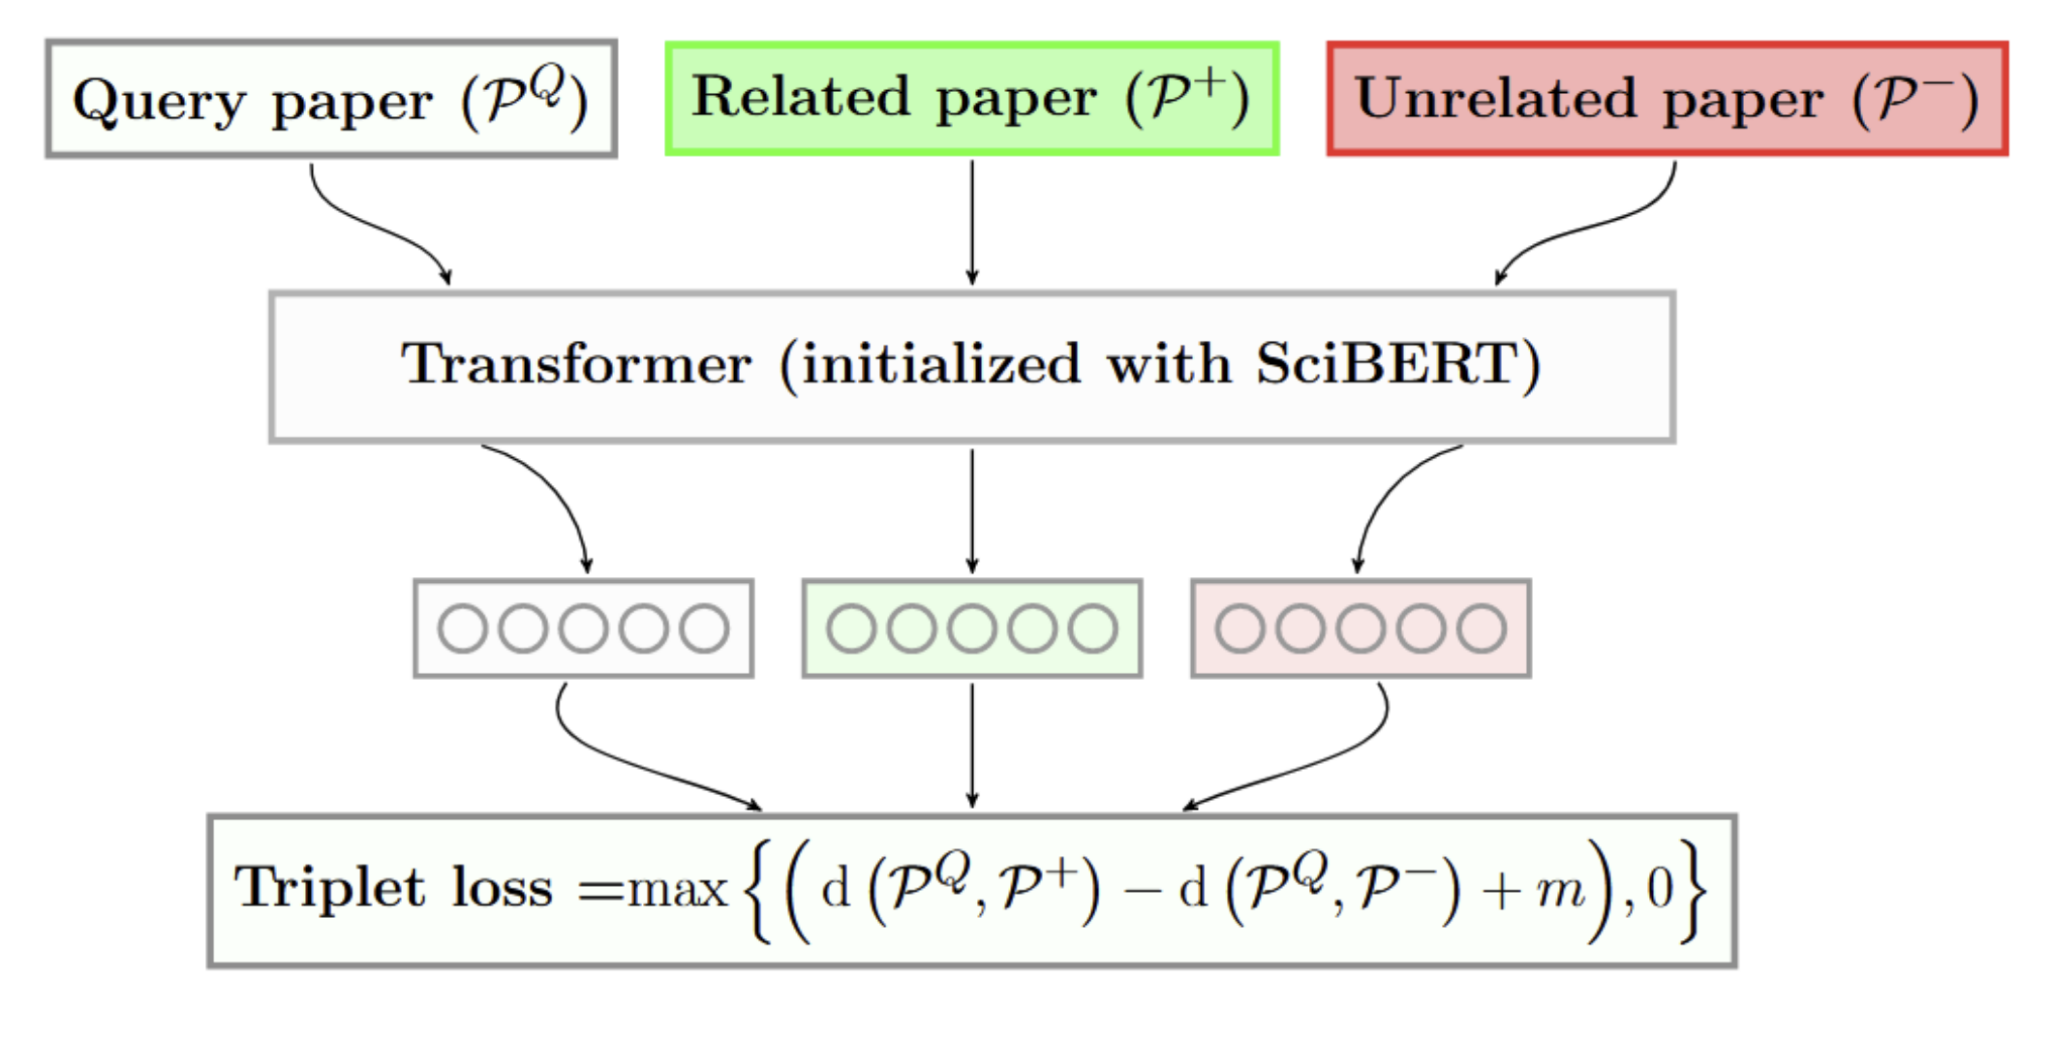 Query paper (𝒫^Q)
Related paper (𝒫⁺)
Unrelated paper (𝒫⁻)
Transformer (initialized with SciBERT)
Triplet loss =max{(d(𝒫^Q, 𝒫⁺) − d(𝒫^Q, 𝒫⁻) + m), 0}